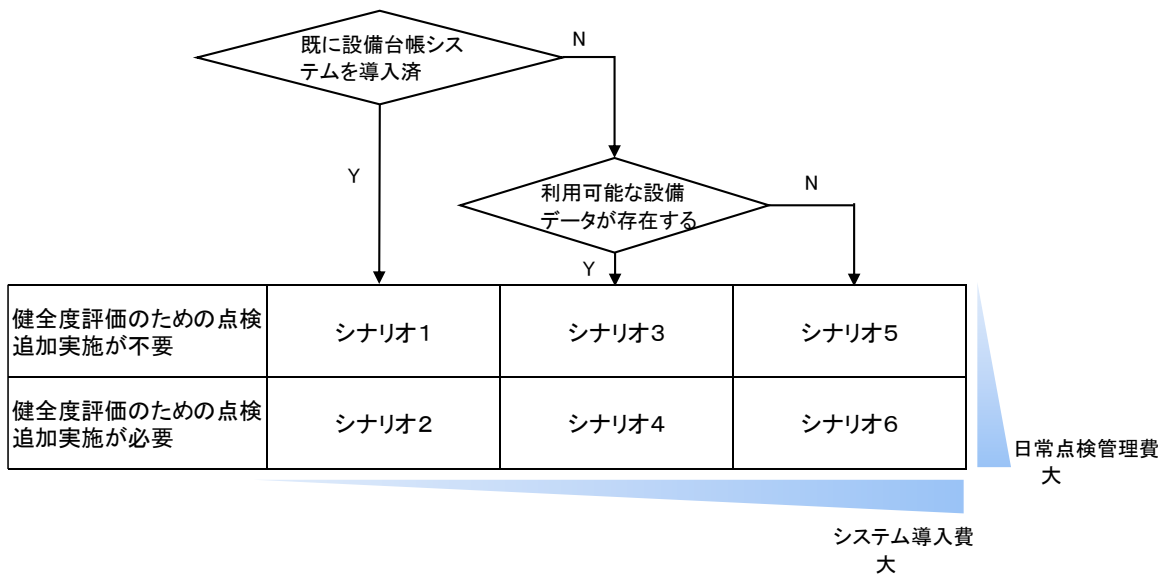 既に設備台帳シス
テムを導入済
N
Y
利用可能な設備
データが存在する
N
Y
健全度評価のための点検
追加実施が不要
シナリオ１
シナリオ３
シナリオ５
健全度評価のための点検
追加実施が必要
シナリオ２
シナリオ４
シナリオ６
日常点検管理費
大
システム導入費
大